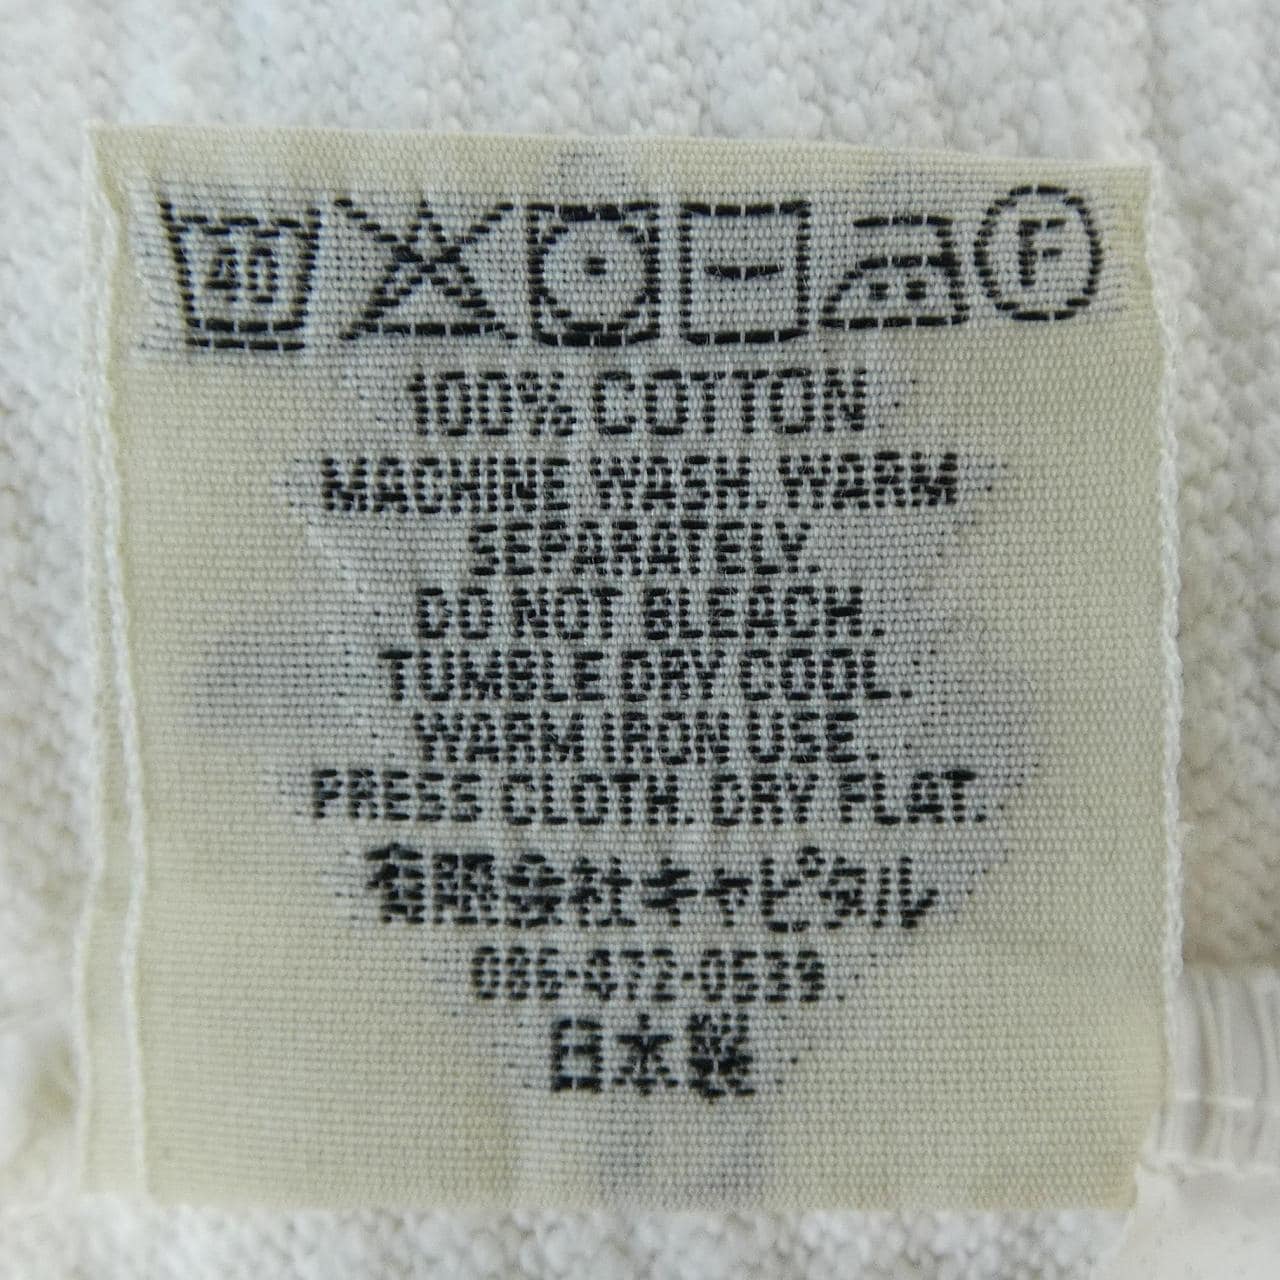 40 F
100% COTTON
MACHINE WASH. WARM
SEPARATELY.
DO NOT BLEACH.
TUMBLE DRY COOL.
WARM IRON USE.
PRESS CLOTH. DRY FLAT.
有限会社キャピタル
086-472-0539
日本製